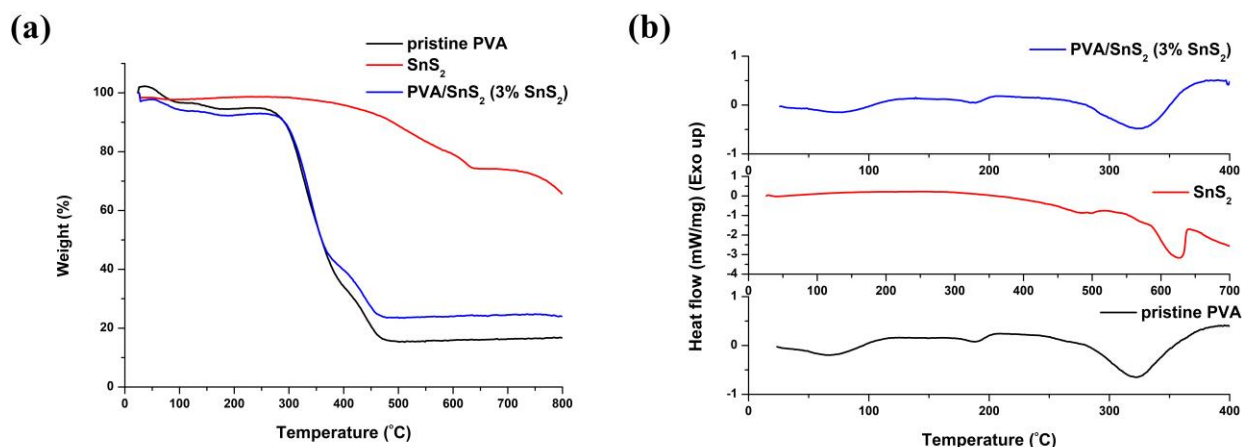 (a)
pristine PVA
SnS₂
PVA/SnS₂ (3% SnS₂)
Weight (%)
100
80
60
40
20
0
0 100 200 300 400 500 600 700 800
Temperature (°C)
(b)
Heat flow (mW/mg) (Exo up)
PVA/SnS₂ (3% SnS₂)
1
0
-1
0 100 200 300 400
SnS₂
1
0
-1
-2
-3
-4
0 100 200 300 400 500 600 700
pristine PVA
1
0
-1
0 100 200 300 400
Temperature (°C)